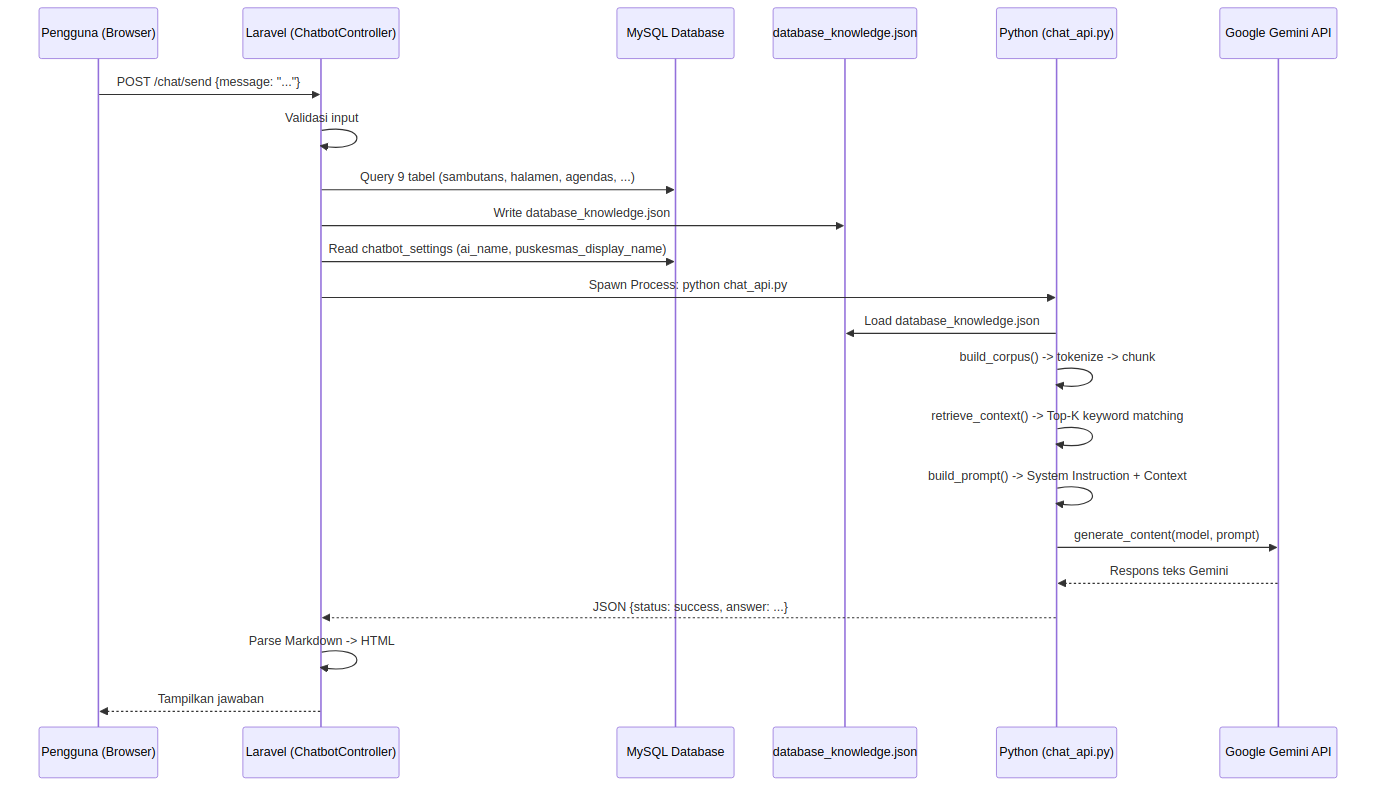 Pengguna (Browser)
Laravel (ChatbotController)
MySQL Database
database_knowledge.json
Python (chat_api.py)
Google Gemini API
POST /chat/send {message: "..."}
Validasi input
Query 9 tabel (sambutans, halamen, agendas, ...)
Write database_knowledge.json
Read chatbot_settings (ai_name, puskesmas_display_name)
Spawn Process: python chat_api.py
Load database_knowledge.json
build_corpus() -> tokenize -> chunk
retrieve_context() -> Top-K keyword matching
build_prompt() -> System Instruction + Context
generate_content(model, prompt)
Respons teks Gemini
JSON {status: success, answer: ...}
Parse Markdown -> HTML
Tampilkan jawaban
Pengguna (Browser)
Laravel (ChatbotController)
MySQL Database
database_knowledge.json
Python (chat_api.py)
Google Gemini API